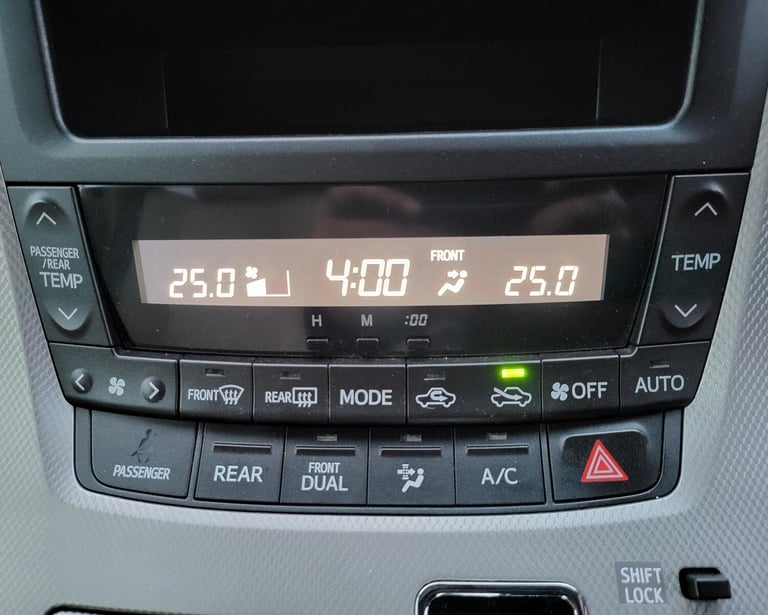 PASSENGER
/REAR
TEMP
25.0
4:00
FRONT
25.0
TEMP
H M :00
FRONT
REAR
MODE
OFF
AUTO
PASSENGER
REAR
FRONT
DUAL
A/C
SHIFT
LOCK